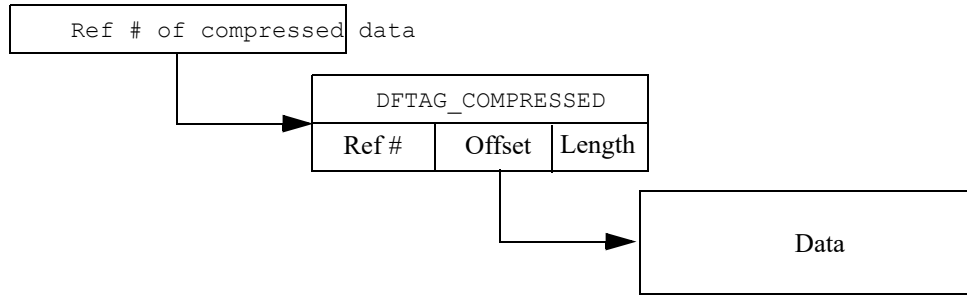 Ref # of compressed data
DFTAG_COMPRESSED
Ref # Offset Length
Data